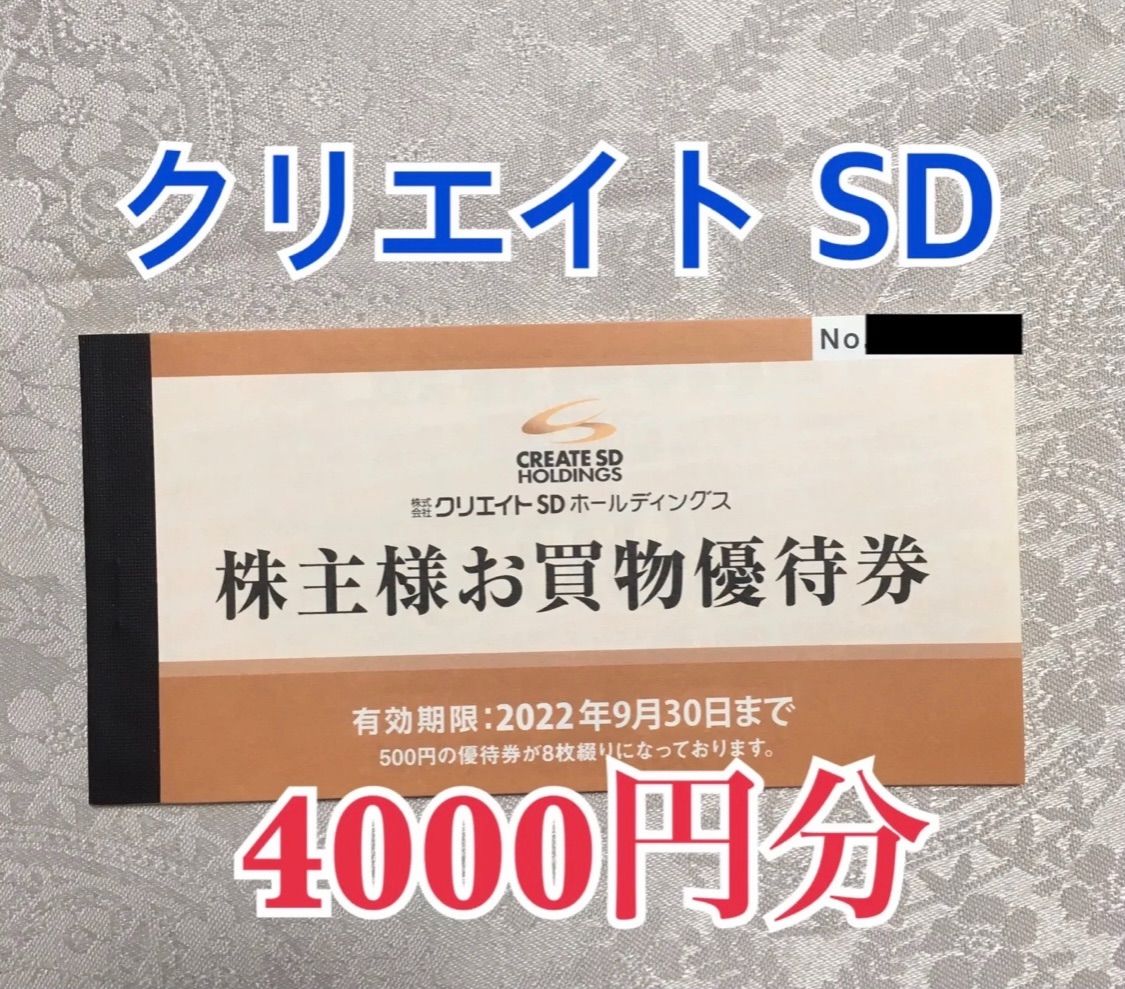 クリエイト SD
No.
CREATE SD
HOLDINGS
株式会社クリエイトSDホールディングス
株主様お買物優待券
有効期限:2022年9月30日まで
500円の優待券が8枚綴りになっております。
4000円分